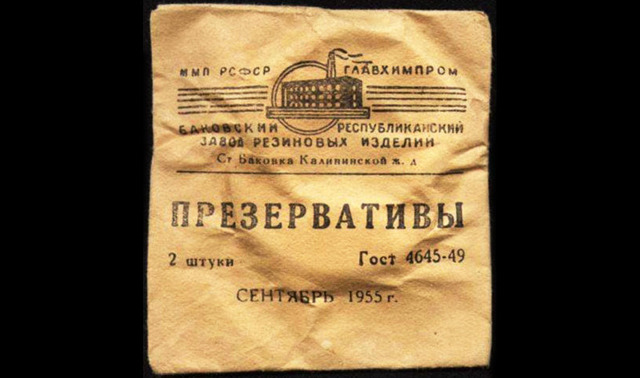 ММП РСФСР ГЛАВХИМПРОМ
БАКОВСКИЙ РЕСПУБЛИКАНСКИЙ
ЗАВОД РЕЗИНОВЫХ ИЗДЕЛИЙ
Ст. Баковка Калининской ж. д
ПРЕЗЕРВАТИВЫ
2 штуки Гост 4645-49
СЕНТЯБРЬ 1955 г.